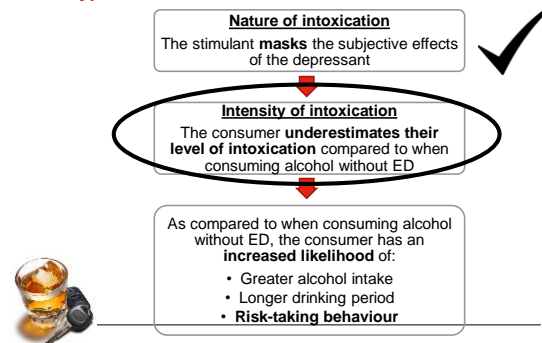 Nature of intoxication
The stimulant masks the subjective effects
of the depressant
Intensity of intoxication
The consumer underestimates their
level of intoxication compared to when
consuming alcohol without ED
As compared to when consuming alcohol
without ED, the consumer has an
increased likelihood of:
• Greater alcohol intake
• Longer drinking period
• Risk-taking behaviour